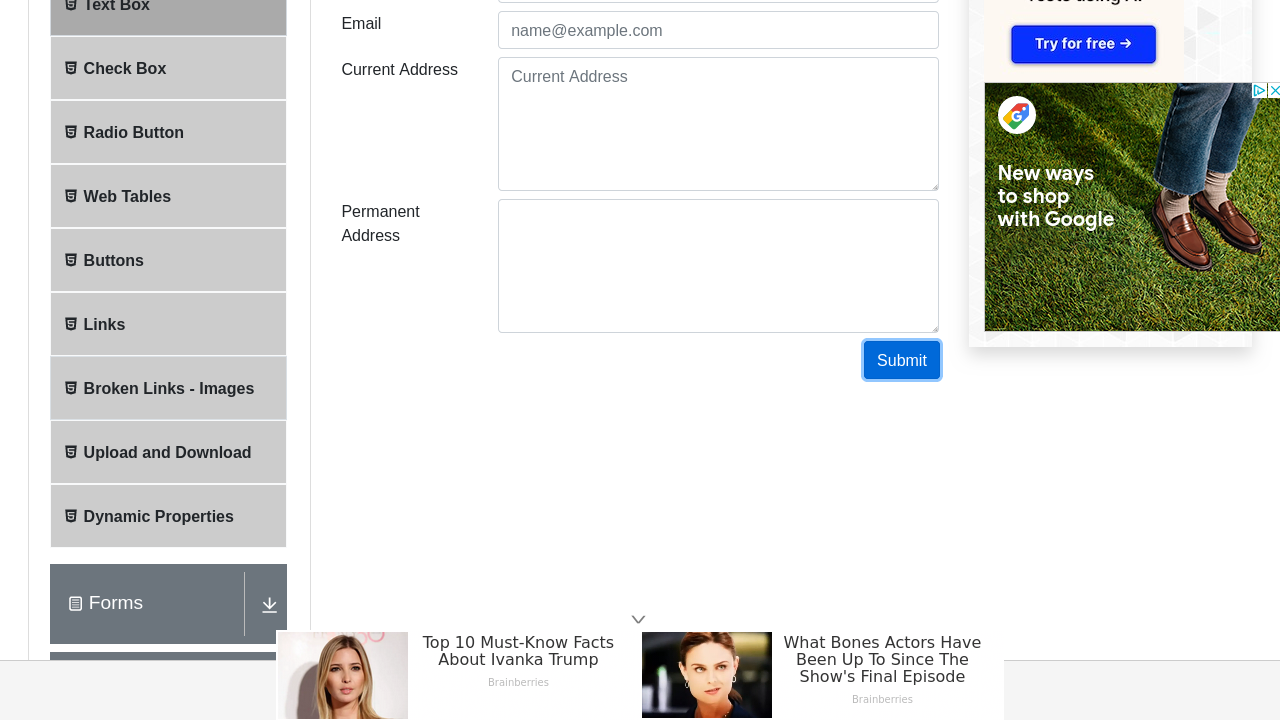 Text Box
Check Box
Radio Button
Web Tables
Buttons
Links
Broken Links - Images
Upload and Download
Dynamic Properties
Forms
Email
name@example.com
Current Address
Current Address
Permanent
Address
Submit
Try for free →
New ways
to shop
with Google
Top 10 Must-Know Facts
About Ivanka Trump
Brainberries
What Bones Actors Have
Been Up To Since The
Show's Final Episode
Brainberries